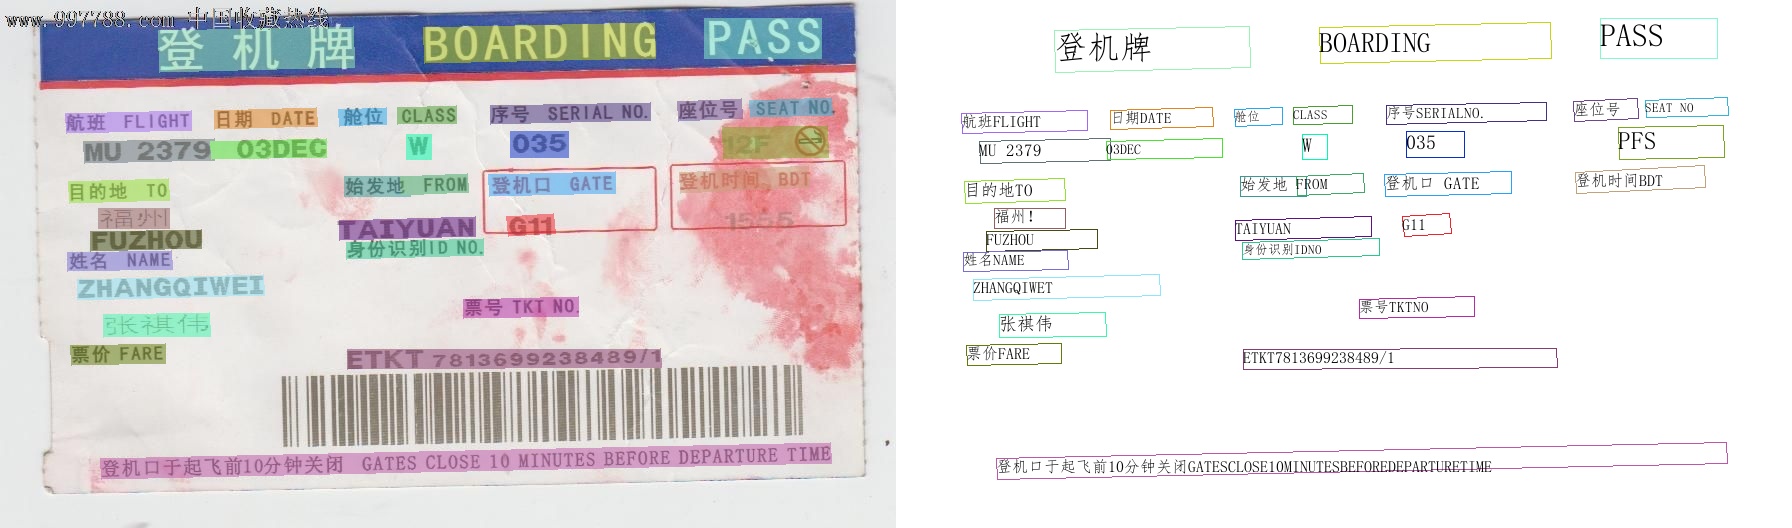 www.997788.com 中国收藏热线
登机牌 BOARDING PASS
航班 FLIGHT 日期 DATE 舱位 CLASS 序号 SERIAL NO. 座位号 SEAT NO.
MU 2379 03DEC W 035
目的地 TO 始发地 FROM 登机口 GATE 登机时间 BDT
福州
FUZHOU TAIYUAN G11
姓名 NAME 身份识别ID NO.
ZHANGQIWEI
票号 TKT NO.
张祺伟
票价 FARE ETKT 7813699238489/1
登机口于起飞前10分钟关闭 GATES CLOSE 10 MINUTES BEFORE DEPARTURE TIME
登机牌 BOARDING PASS
航班FLIGHT 日期DATE 舱位 CLASS 序号SERIALNO. 座位号 SEAT NO
MU 2379 03DEC W 035 PFS
目的地TO 始发地 FROM 登机口 GATE 登机时间BDT
福州!
FUZHOU TAIYUAN G11
姓名NAME 身份识别IDNO
ZHANGQIWET
票号TKTNO
张祺伟
票价FARE ETKT7813699238489/1
登机口于起飞前10分钟关闭GATESCLOSE10MINUTESBEFOREDEPARTURETIME